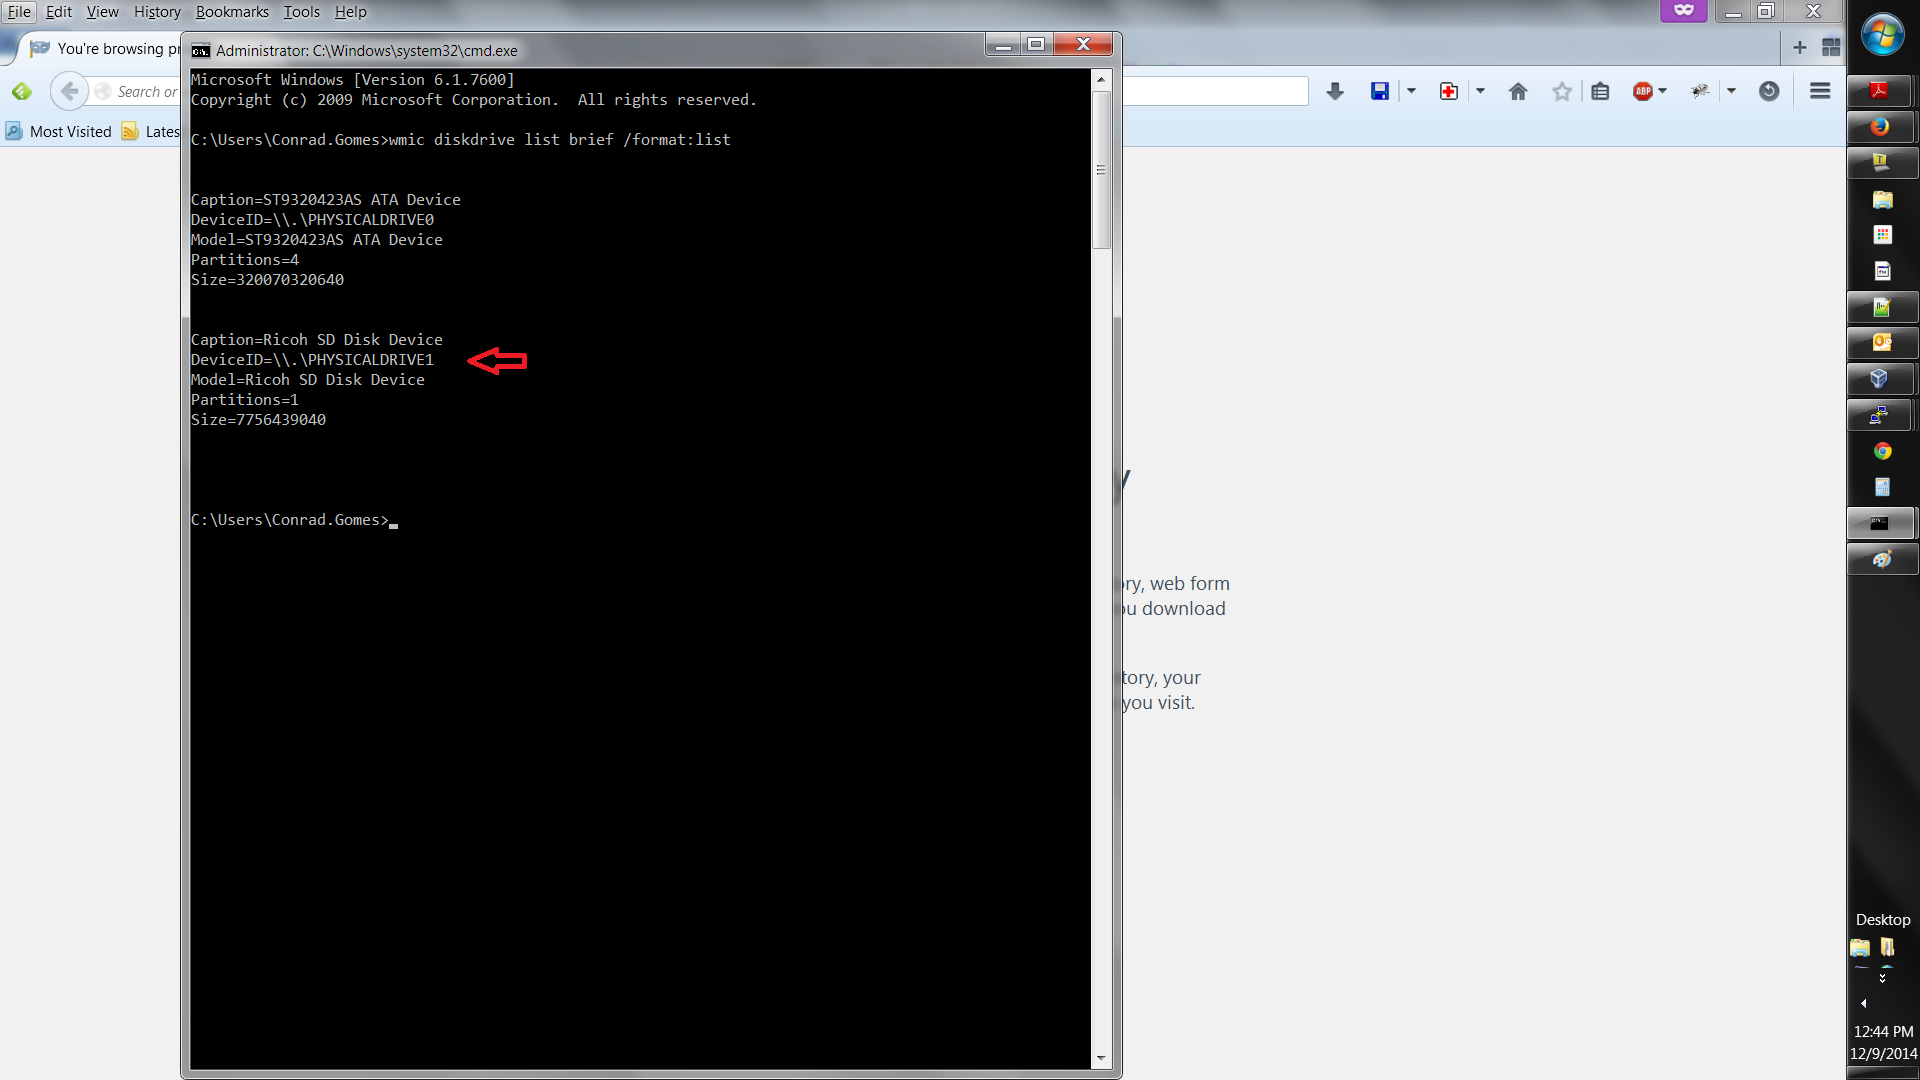 File Edit View History Bookmarks Tools Help
You're browsing pr
Administrator: C:\Windows\system32\cmd.exe
Search or
Most Visited Lates
Microsoft Windows [Version 6.1.7600]
Copyright (c) 2009 Microsoft Corporation.  All rights reserved.
C:\Users\Conrad.Gomes>wmic diskdrive list brief /format:list
Caption=ST9320423AS ATA Device
DeviceID=\\.\PHYSICALDRIVE0
Model=ST9320423AS ATA Device
Partitions=4
Size=320070320640
Caption=Ricoh SD Disk Device
DeviceID=\\.\PHYSICALDRIVE1
Model=Ricoh SD Disk Device
Partitions=1
Size=7756439040
C:\Users\Conrad.Gomes>
y
ory, web form
ou download
tory, your
you visit.
ABP
Desktop
12:44 PM
12/9/2014